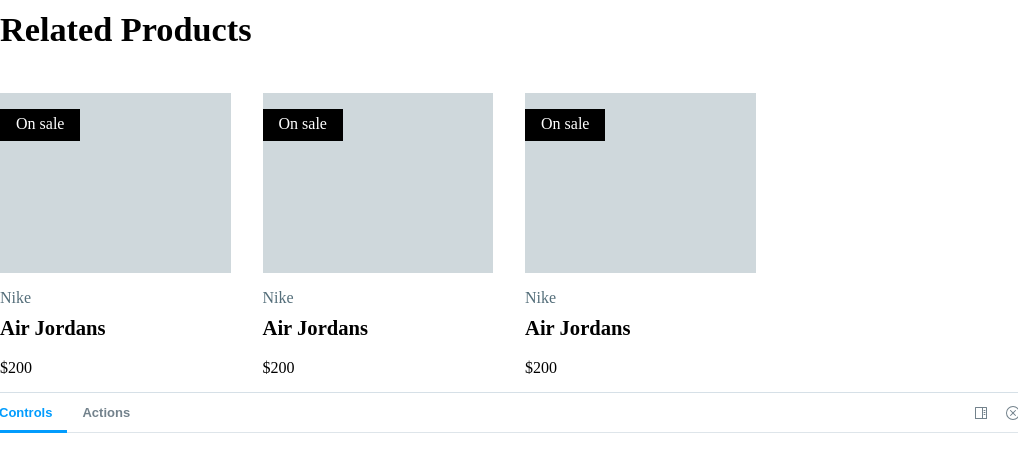 Related Products
On sale
On sale
On sale
Nike
Nike
Nike
Air Jordans
Air Jordans
Air Jordans
$200
$200
$200
Controls
Actions